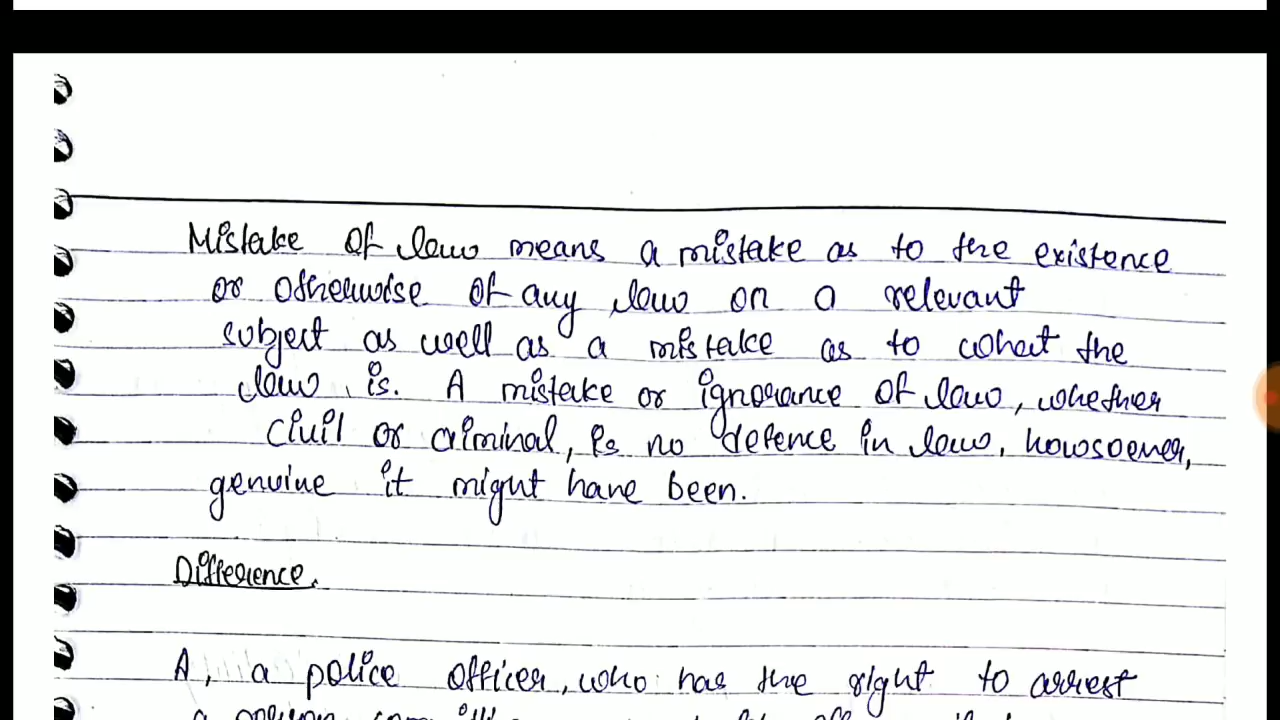 Mistake of law means a mistake as to the existence
or otherwise of any law on a relevant
subject as well as a mistake as to what the
law is. A mistake or ignorance of law, whether
civil or criminal, is no defence in law, howsoever,
genuine it might have been.
Difference.
A, a police officer, who has the right to arrest
a person